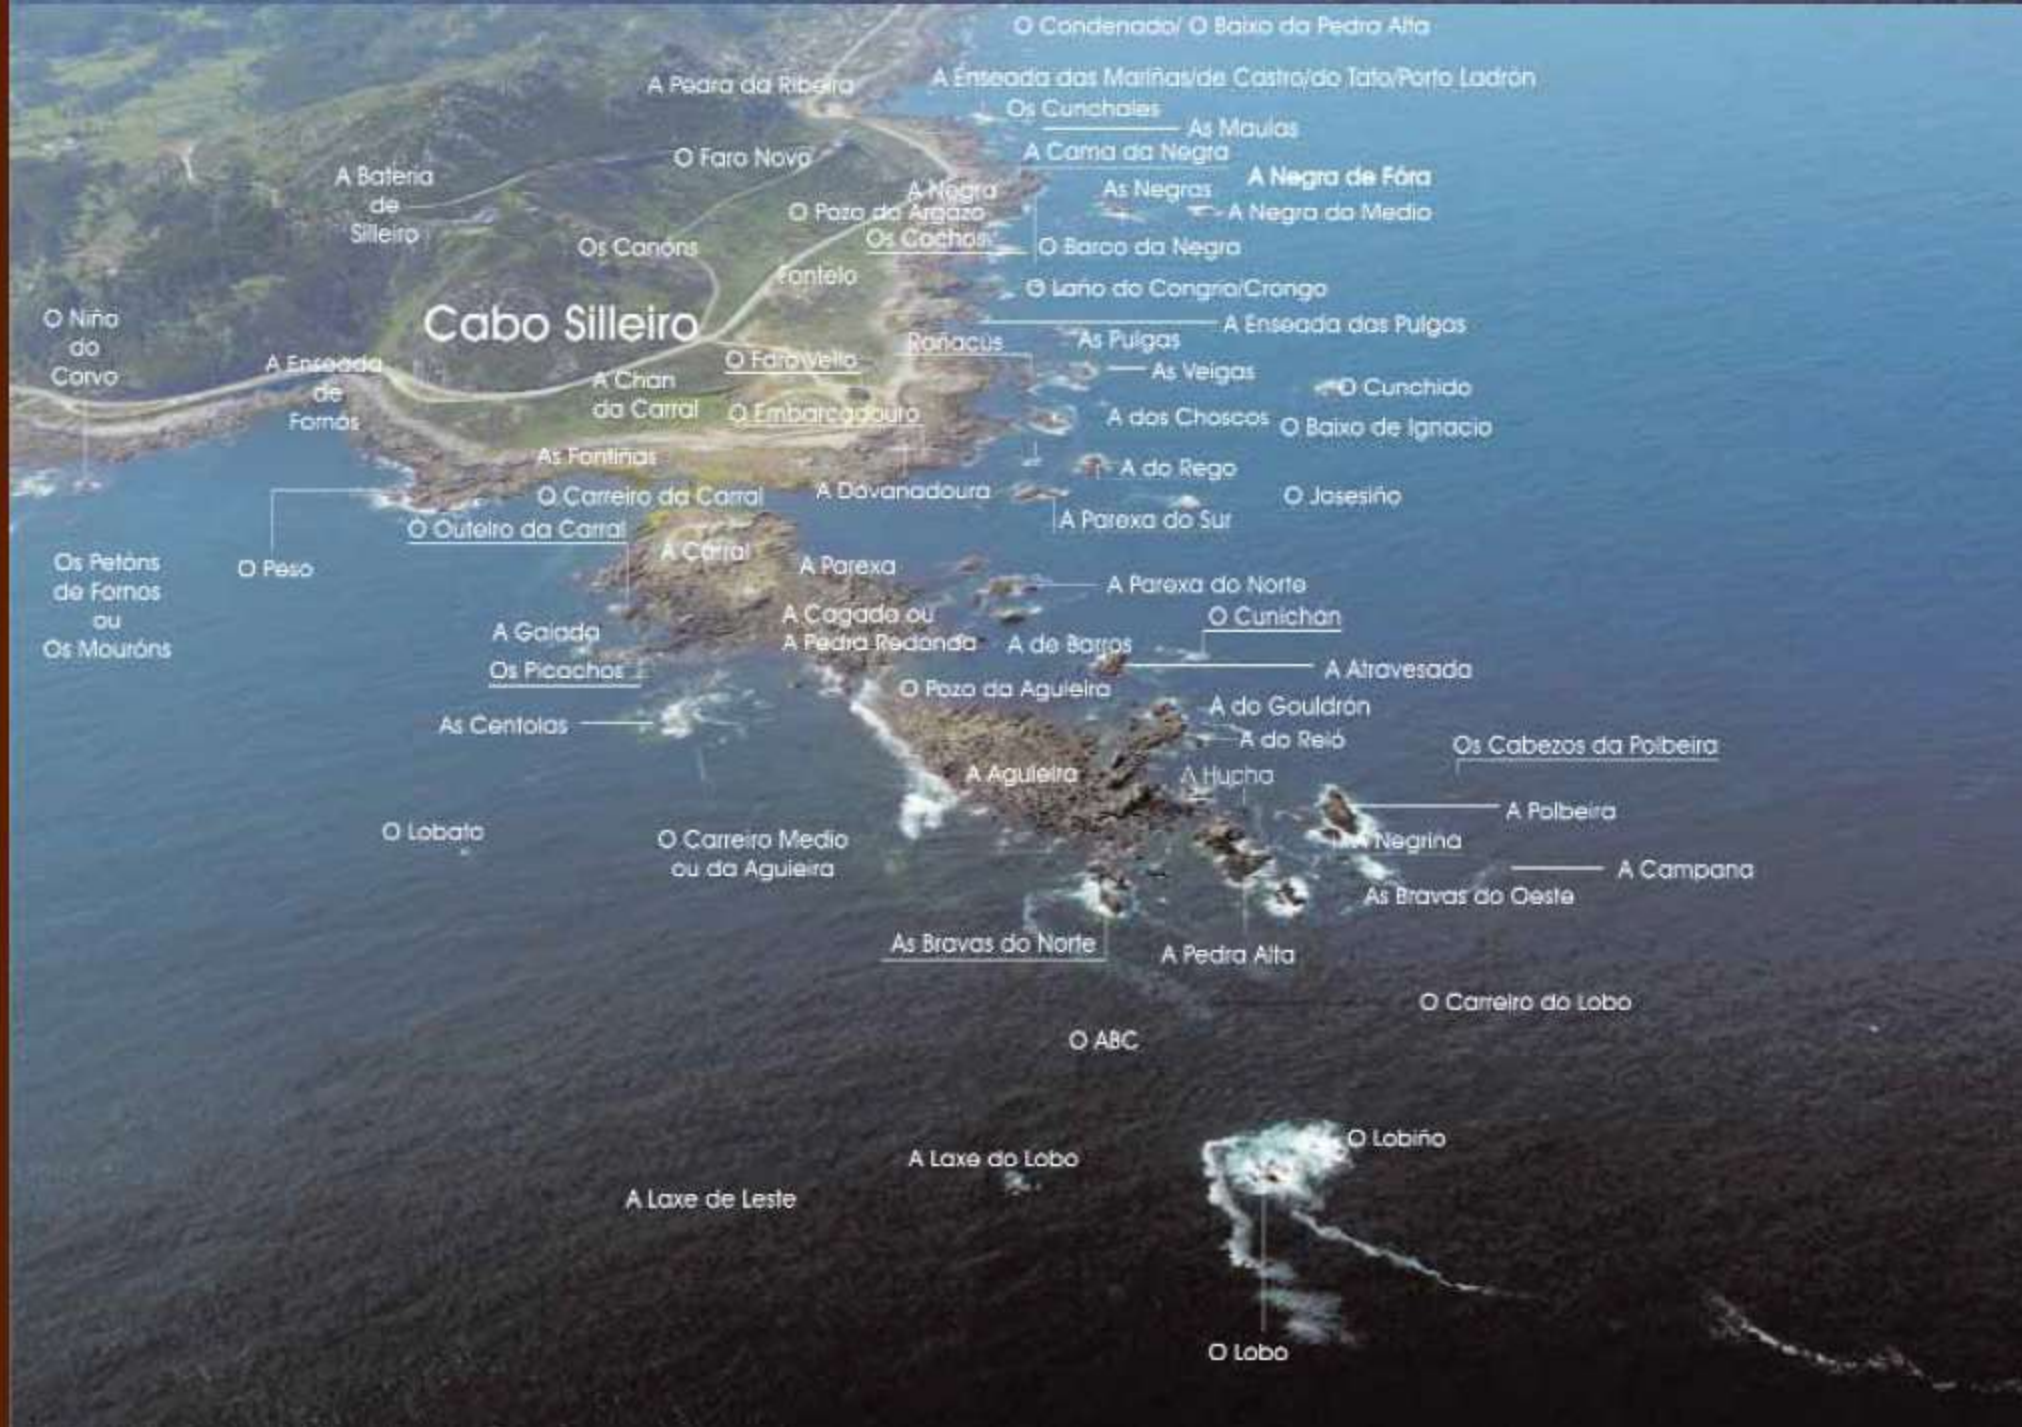 O Condenado/ O Baixo da Pedra Alta
A Enseada das Mariñas/de Castro/do Tato/Porto Ladrón
A Pedra da Ribeira
Os Cunchales
As Maulas
A Cama da Negra
O Faro Novo
A Bateria
de
Silleiro
A Negra de Fóra
A Negra
As Negras
O Pozo do Argazo
A Negra do Medio
Os Cochos
O Barco da Negra
Os Canóns
Fontelo
O Laño do Congrio/Crongo
Cabo Silleiro
O Niño
do
Corvo
A Enseada das Pulgas
Rañacús
As Pulgas
O Faro Vello
A Enseada
de
Fornos
As Veigas
A Chan
da Carral
O Cunchido
O Embarcadouro
A dos Choscos
O Baixo de Ignacio
As Fontiñas
A do Rego
O Carreiro da Carral
A Davanadoura
O Josesiño
O Outeiro da Carral
A Parexa do Sur
A Carral
Os Petóns
de Fornos
ou
Os Mouróns
O Peso
A Parexa
A Parexa do Norte
A Cagada ou
A Pedra Redonda
O Cunichan
A Galada
A de Barros
Os Picachos
A Atravesada
O Pozo da Aguieira
As Centolas
A do Gouldrón
A do Reió
Os Cabezos da Polbeira
A Aguieira
A Hucha
A Polbeira
O Lobato
O Carreiro Medio
ou da Aguieira
A Negrina
A Campana
As Bravas do Oeste
As Bravas do Norte
A Pedra Alta
O Carreiro do Lobo
O ABC
O Lobiño
A Laxe do Lobo
A Laxe de Leste
O Lobo